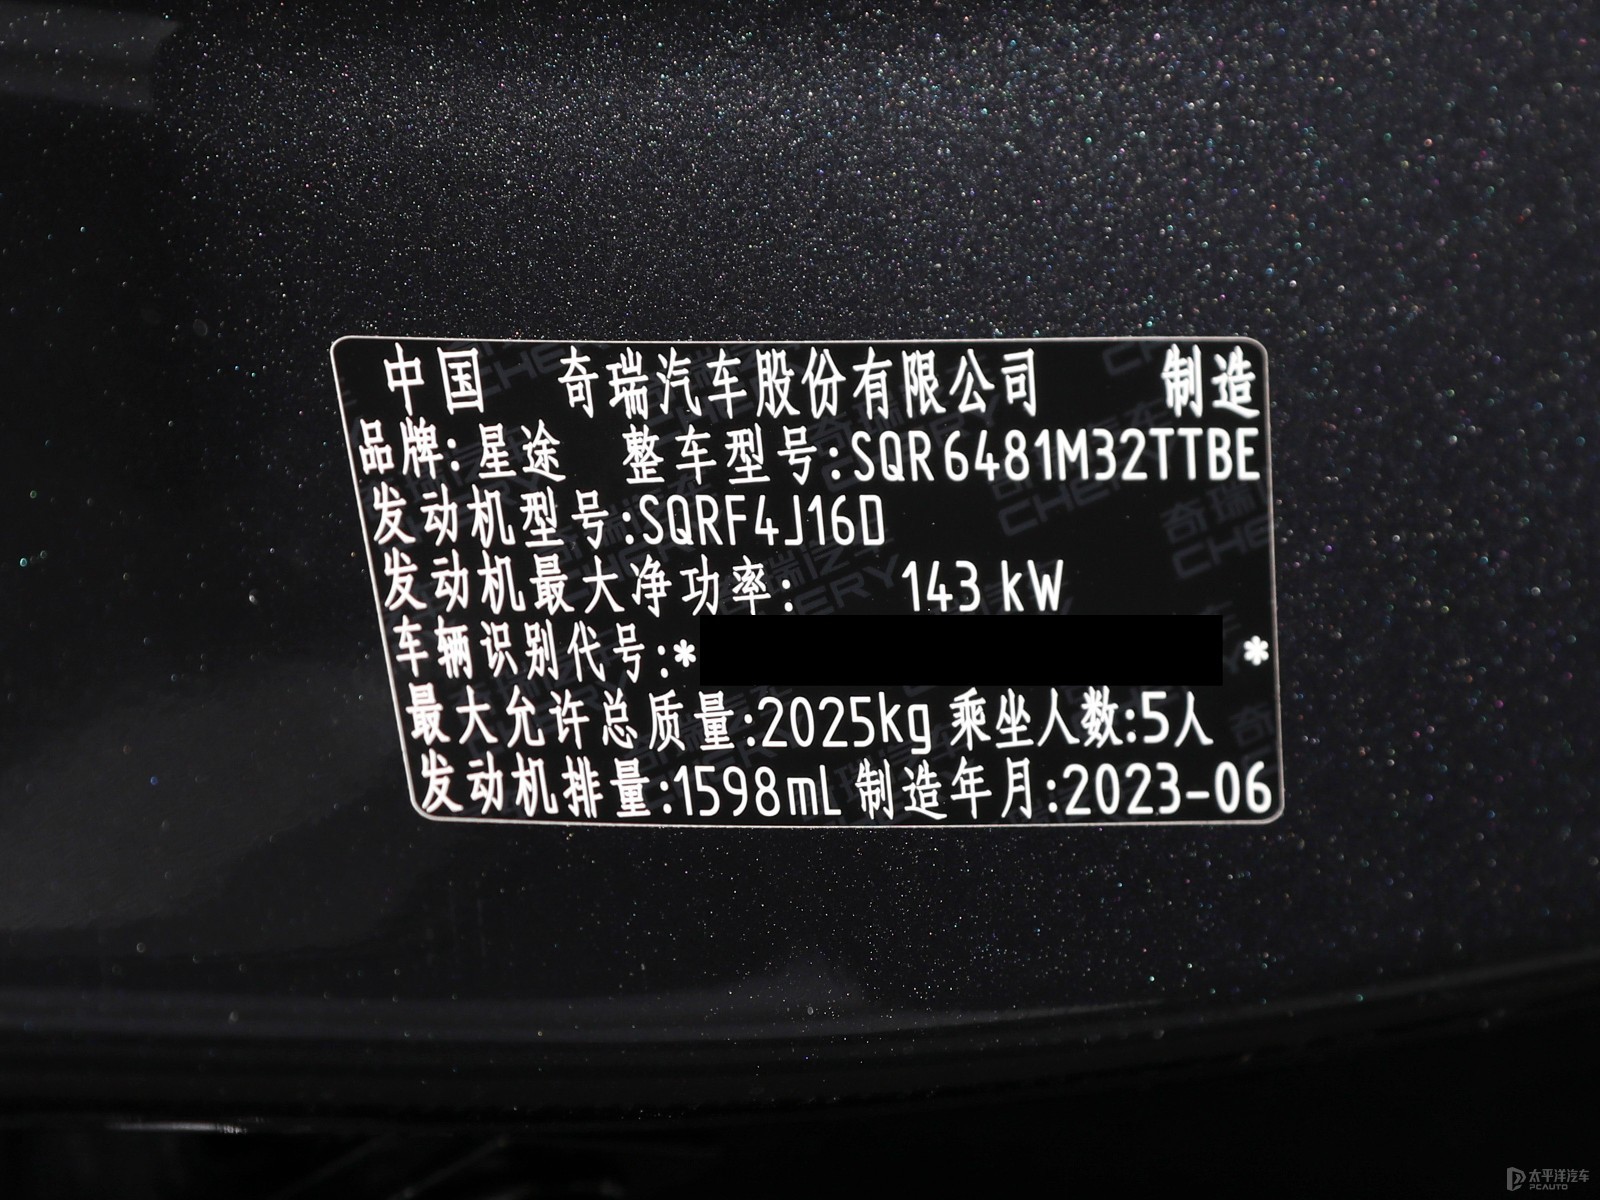 中国 奇瑞汽车股份有限公司 制造
品牌:星途 整车型号:SQR6481M32TTBE
发动机型号:SQRF4J16D
发动机最大净功率: 143 kW
车辆识别代号:* *
最大允许总质量:2025kg 乘坐人数:5人
发动机排量:1598mL 制造年月:2023-06
太平洋汽车
PCAUTO